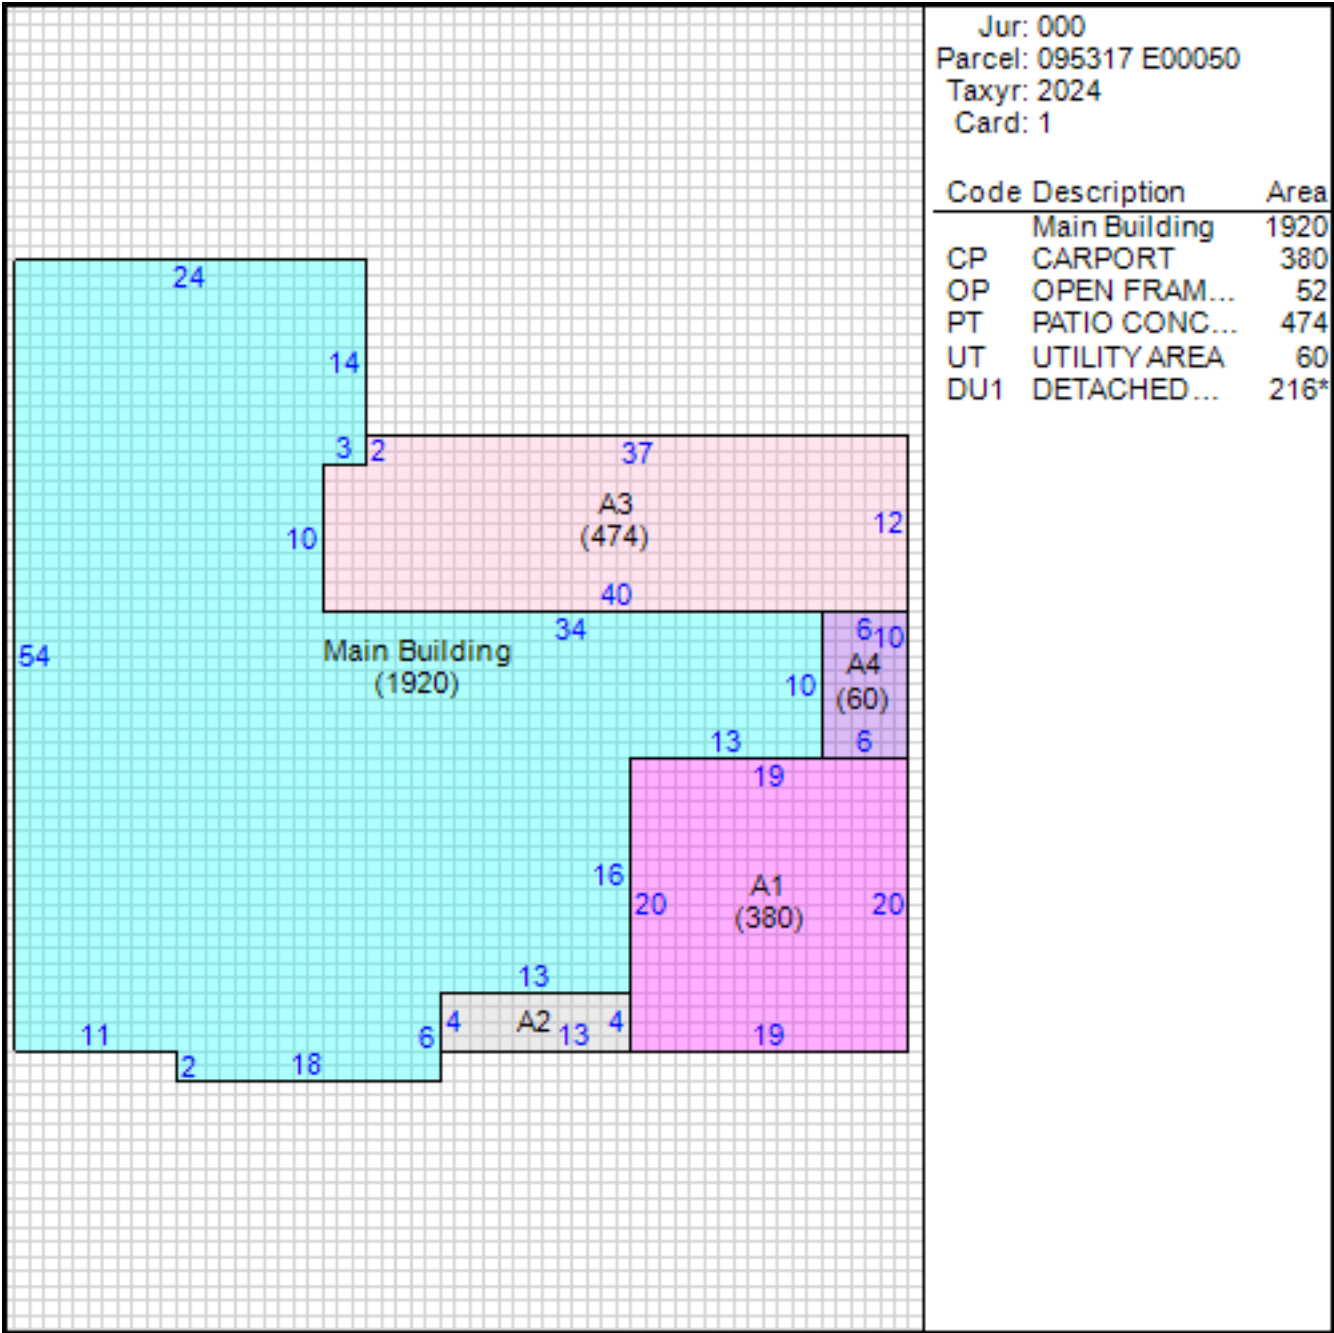 Jur: 000
Parcel: 095317 E00050
Taxyr: 2024
Card: 1
Code Description Area
Main Building 1920
CP CARPORT 380
OP OPEN FRAM... 52
PT PATIO CONC... 474
UT UTILITY AREA 60
DU1 DETACHED... 216*
24
14
3 2 37
A3
(474)
10 12
40
34 6 10
54 Main Building
(1920)
A4
(60)
10
13 6
19
16
A1
(380)
20 20
13
4 A2 13 4
11 6 19
2 18